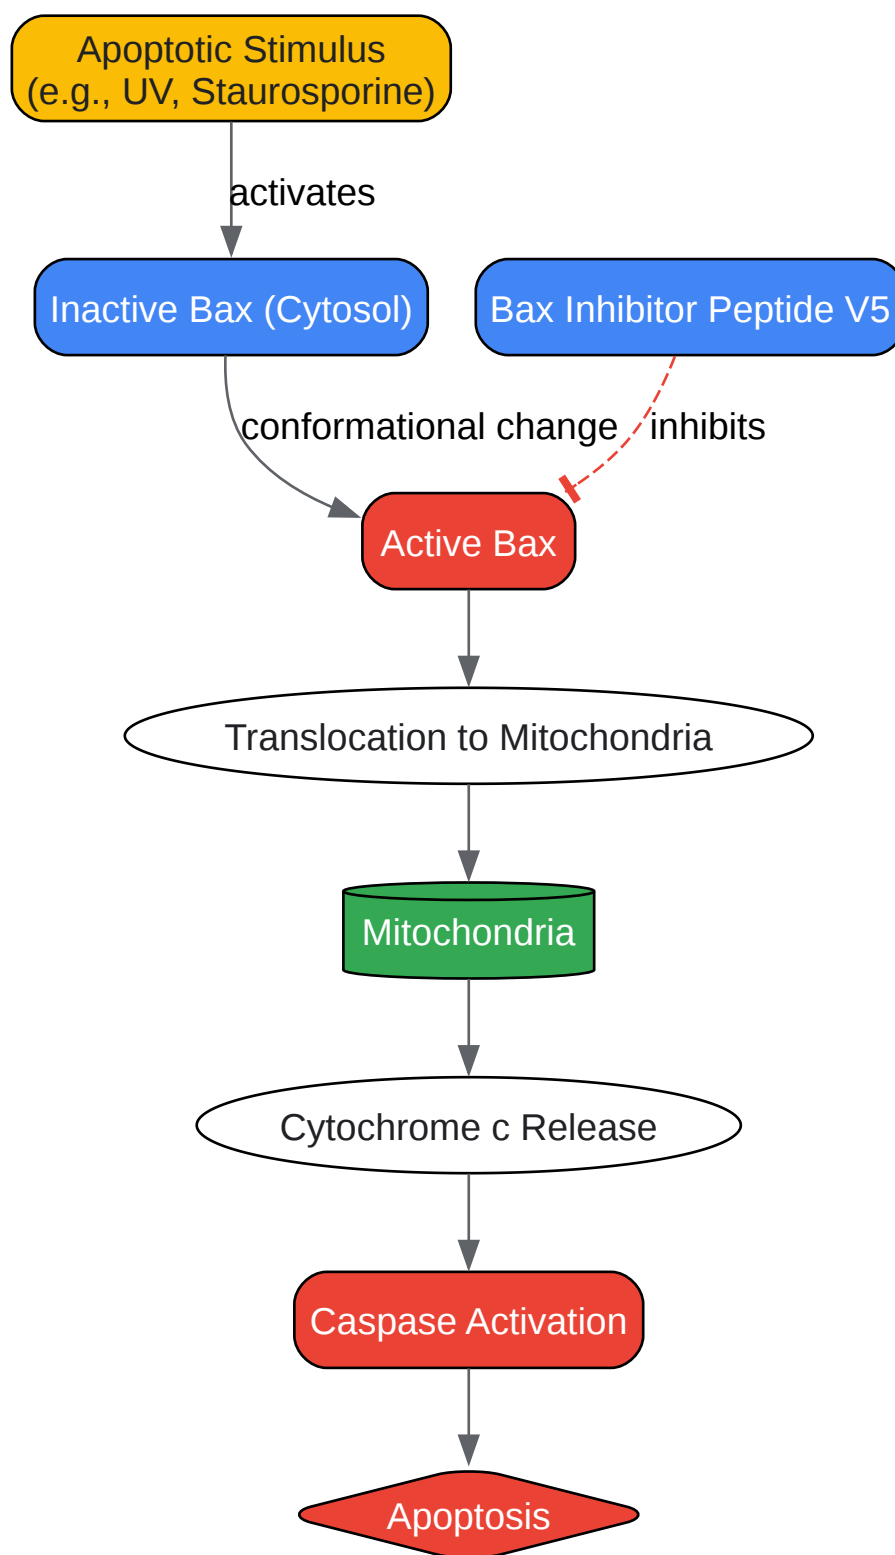 Apoptotic Stimulus
(e.g., UV, Staurosporine)
activates
Inactive Bax (Cytosol)
Bax Inhibitor Peptide V5
conformational change
inhibits
Active Bax
Translocation to Mitochondria
Mitochondria
Cytochrome c Release
Caspase Activation
Apoptosis